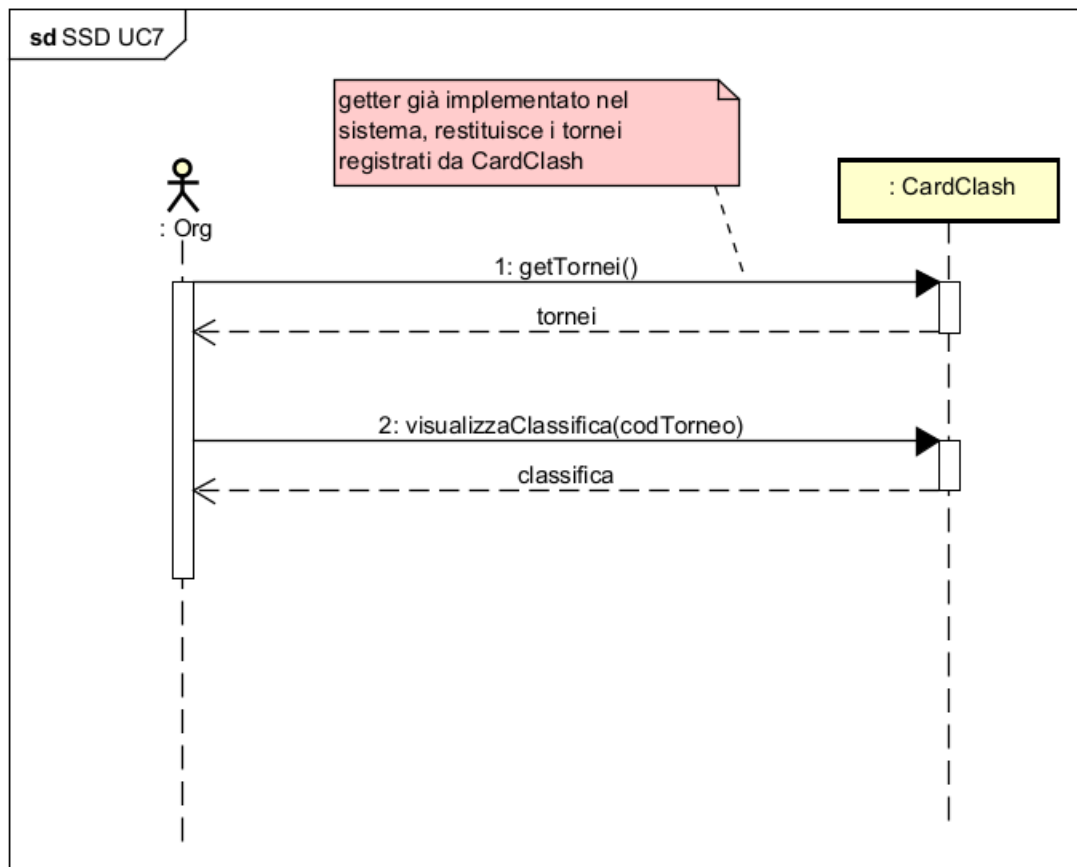 sd SSD UC7
getter già implementato nel
sistema, restituisce i tornei
registrati da CardClash
: CardClash
: Org
1: getTornei()
tornei
2: visualizzaClassifica(codTorneo)
classifica